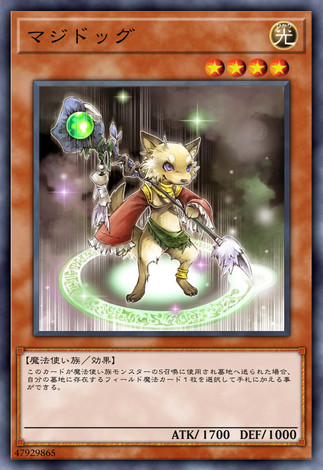 マジドッグ
光
【魔法使い族／効果】
このカードが魔法使い族モンスターのS召喚に使用され墓地へ送られた場合、
自分の墓地に存在するフィールド魔法カード１枚を選択して手札に加える事
ができる。
ATK/1700 DEF/1000
47929865